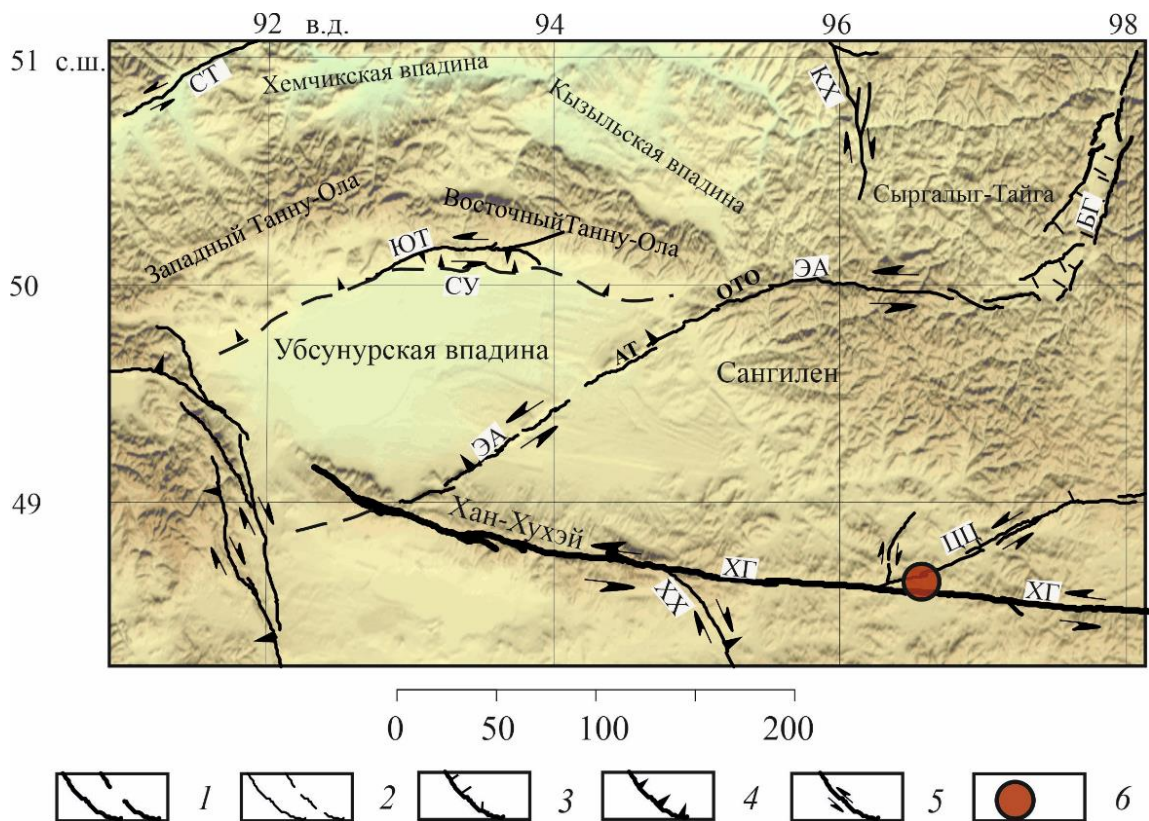 92 в.д. 94 96 98
51 с.ш.
СТ
Хемчикская впадина
КХ
Кызыльская впадина
Сыргалыг-Тайга
БГ
Западный Танну-Ола
Восточный Танну-Ола
ЮТ
50
СУ
ОТО
ЭА
Убсунурская впадина
АТ
Сангилен
ЭА
49
Хан-Хухэй
ЦЦ
ХГ
ХГ
ХХ
0 50 100 200
1 2 3 4 5 6